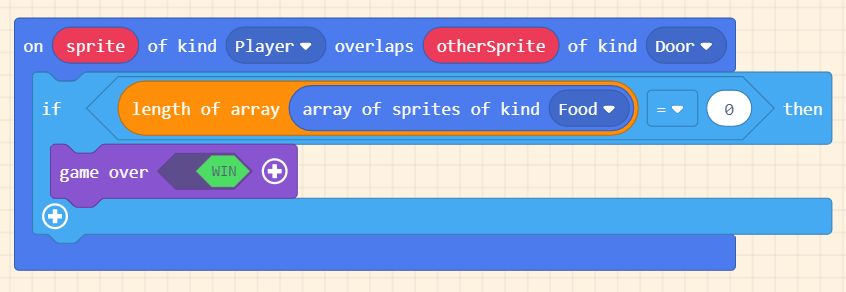 on sprite of kind Player overlaps otherSprite of kind Door
if length of array array of sprites of kind Food = 0 then
game over WIN